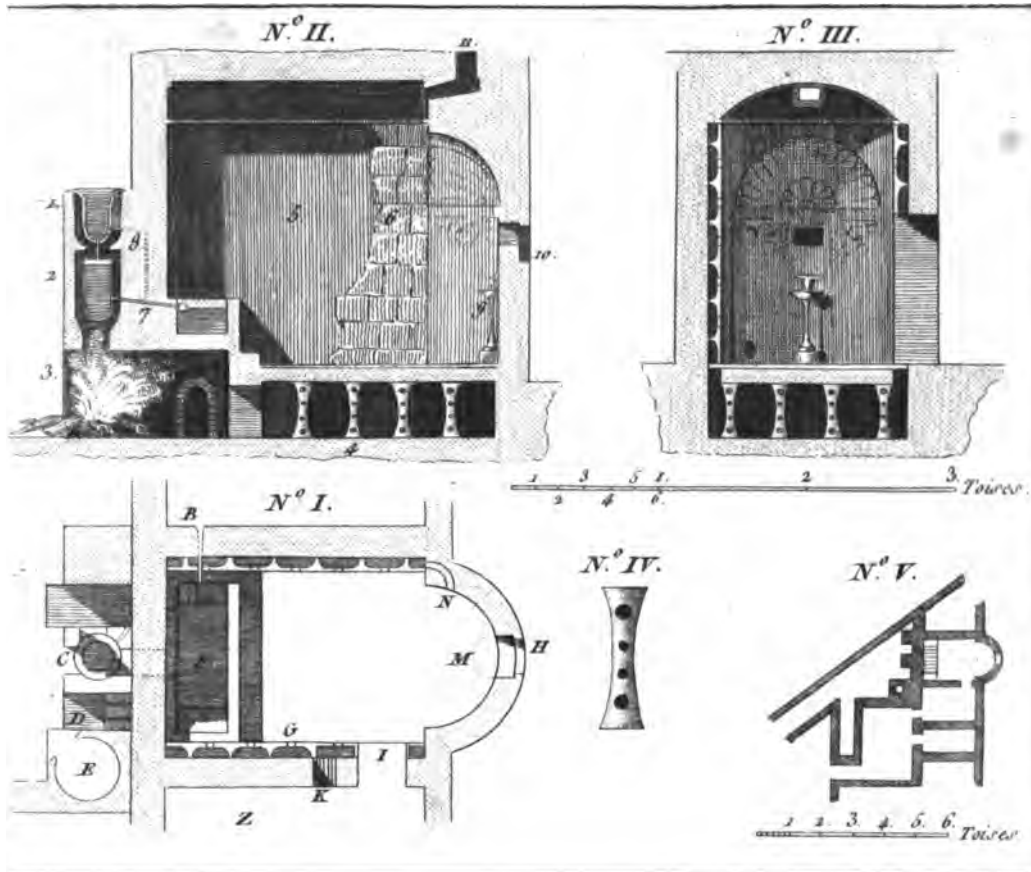 N.º II.
N.º III.
11.
1.
8
2
5
6
10.
7
9
3.
4
1 3 5 1. 2 3. Toises.
2 4 6.
N.º I.
B
N.º IV.
N.º V.
N
C
M
H
D
G
I
E
K
Z
1 2. 3. 4. 5. 6. Toises